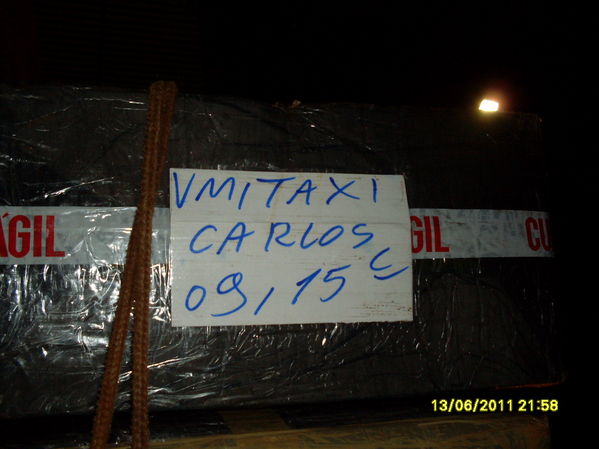 VMITAXI
CARLOS
09,15 C
ÁGIL
GIL
CU
13/06/2011 21:58